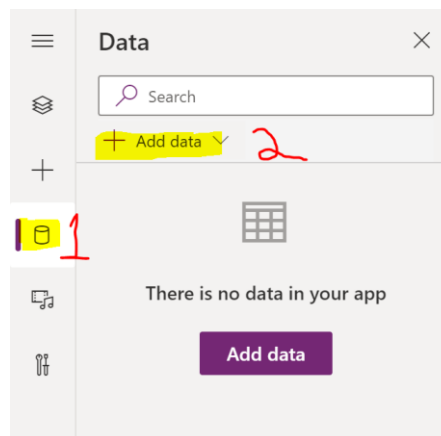 Data
Search
Add data
2
1
There is no data in your app
Add data